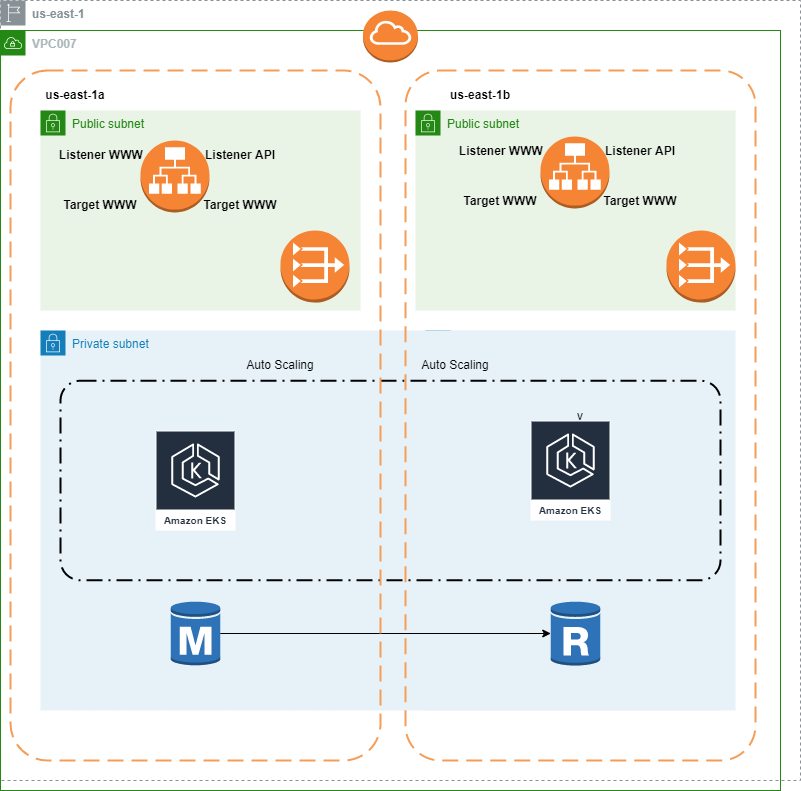 us-east-1
VPC007
us-east-1a
us-east-1b
Public subnet
Public subnet
Listener WWW
Listener API
Listener WWW
Listener API
Target WWW
Target WWW
Target WWW
Target WWW
Private subnet
Auto Scaling
Auto Scaling
V
K
K
Amazon EKS
Amazon EKS
M
R